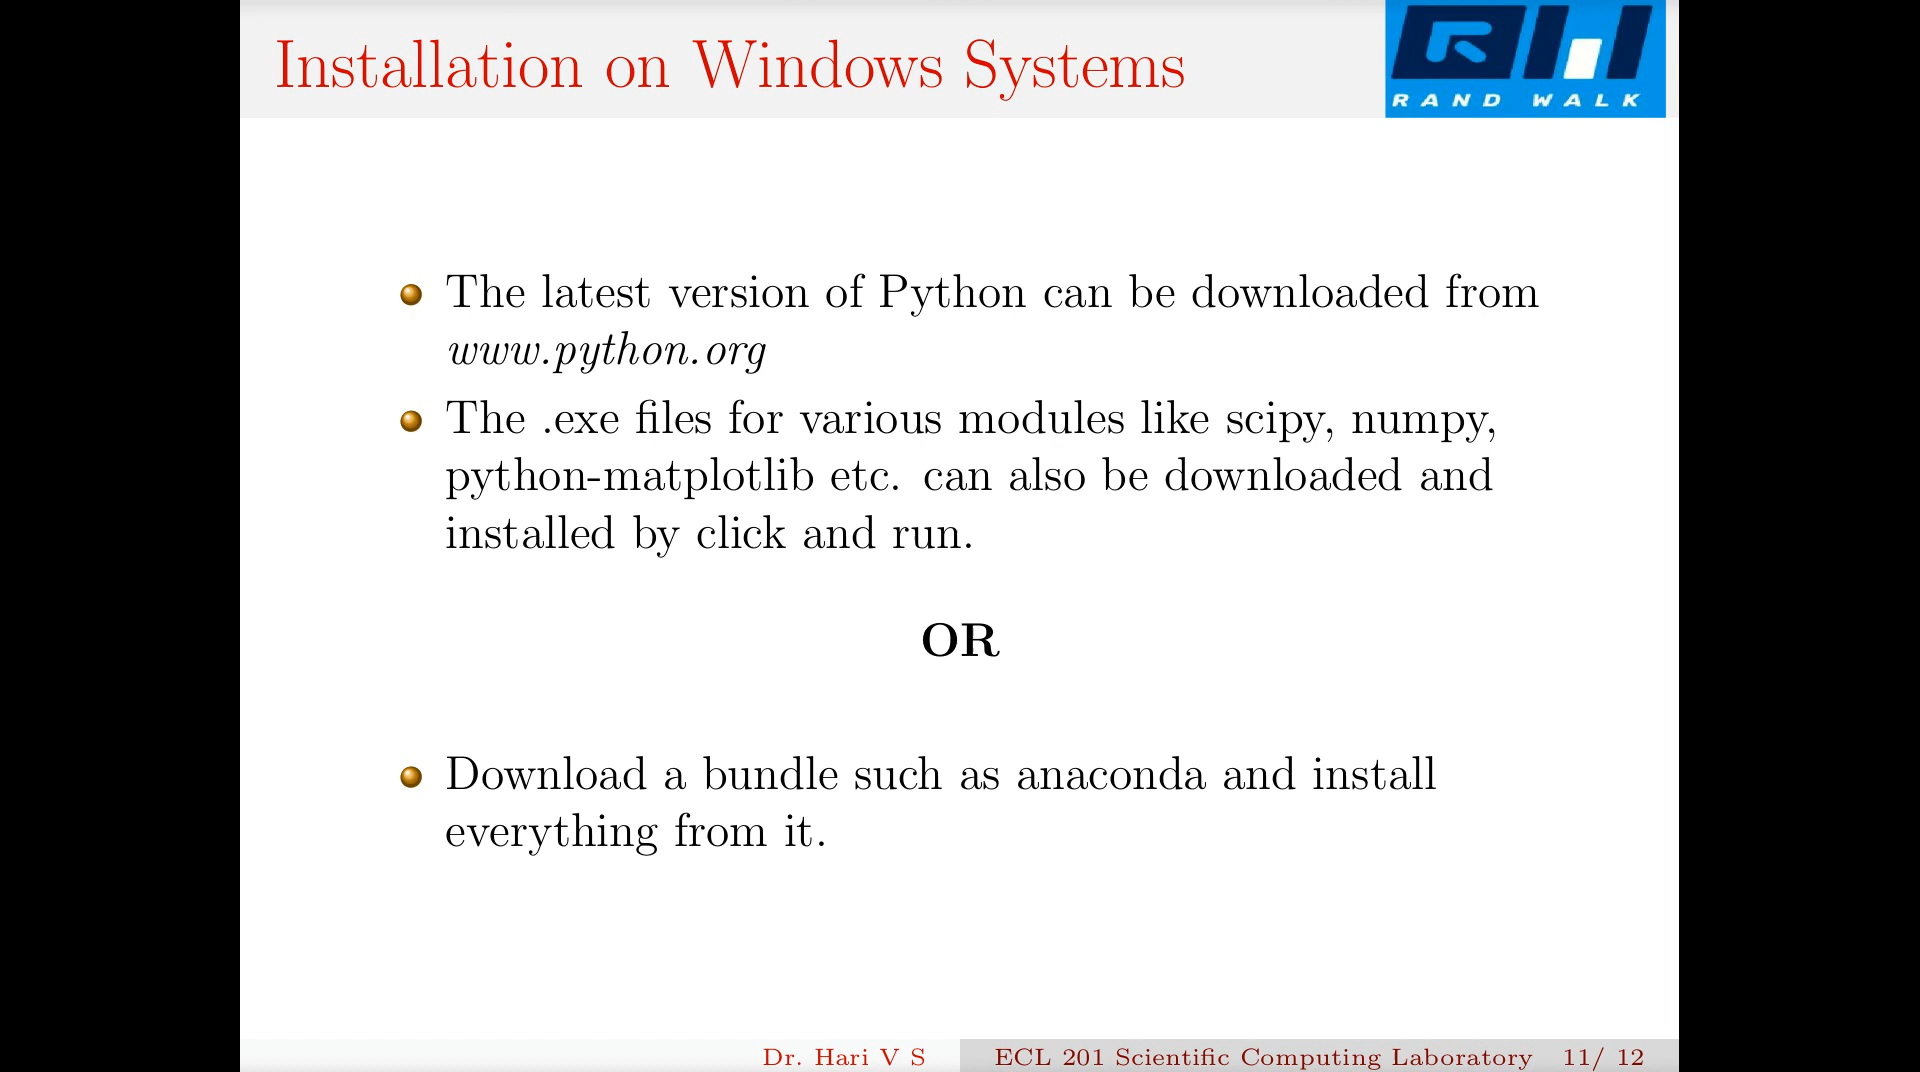 Installation on Windows Systems
RAND WALK
The latest version of Python can be downloaded from
www.python.org
The .exe files for various modules like scipy, numpy,
python-matplotlib etc. can also be downloaded and
installed by click and run.
OR
Download a bundle such as anaconda and install
everything from it.
Dr. Hari V S
ECL 201 Scientific Computing Laboratory 11/ 12